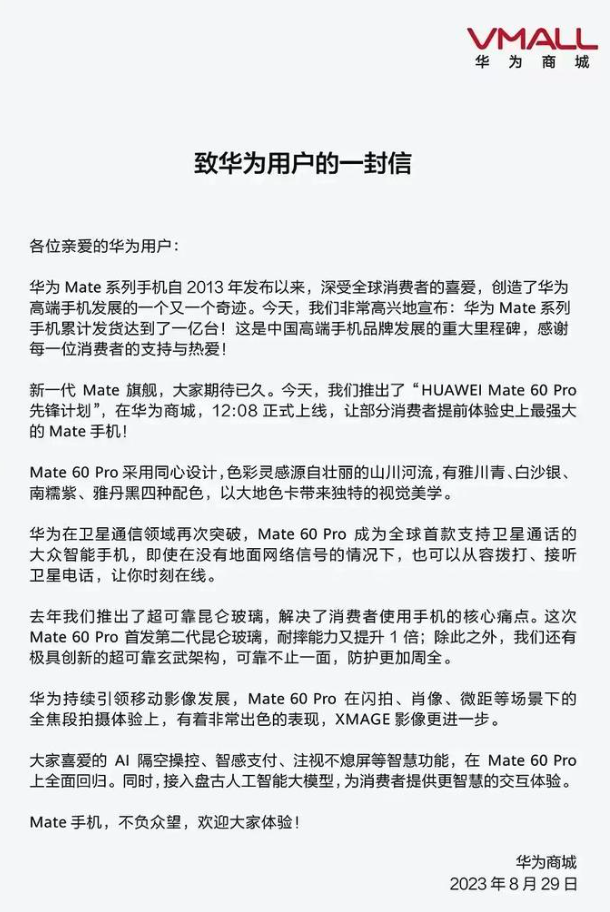 VMALL
华为商城
致华为用户的一封信
各位亲爱的华为用户：
华为 Mate 系列手机自 2013 年发布以来，深受全球消费者的喜爱，创造了华为
高端手机发展的一个又一个奇迹。今天，我们非常高兴地宣布：华为 Mate 系列
手机累计发货达到了一亿台！这是中国高端手机品牌发展的重大里程碑，感谢
每一位消费者的支持与热爱！
新一代 Mate 旗舰，大家期待已久。今天，我们推出了“HUAWEI Mate 60 Pro
先锋计划”，在华为商城，12:08 正式上线，让部分消费者提前体验史上最强大
的 Mate 手机！
Mate 60 Pro 采用同心设计，色彩灵感源自壮丽的山川河流，有雅川青、白沙银、
南糯紫、雅丹黑四种配色，以大地色卡带来独特的视觉美学。
华为在卫星通信领域再次突破，Mate 60 Pro 成为全球首款支持卫星通话的
大众智能手机，即使在没有地面网络信号的情况下，也可以从容拨打、接听
卫星电话，让你时刻在线。
去年我们推出了超可靠昆仑玻璃，解决了消费者使用手机的核心痛点。这次
Mate 60 Pro 首发第二代昆仑玻璃，耐摔能力又提升 1 倍；除此之外，我们还有
极具创新的超可靠玄武架构，可靠不止一面，防护更加周全。
华为持续引领移动影像发展，Mate 60 Pro 在闪拍、肖像、微距等场景下的
全焦段拍摄体验上，有着非常出色的表现，XMAGE 影像更进一步。
大家喜爱的 AI 隔空操控、智感支付、注视不熄屏等智慧功能，在 Mate 60 Pro
上全面回归。同时，接入盘古人工智能大模型，为消费者提供更智慧的交互体验。
Mate 手机，不负众望，欢迎大家体验！
华为商城
2023 年 8 月 29 日